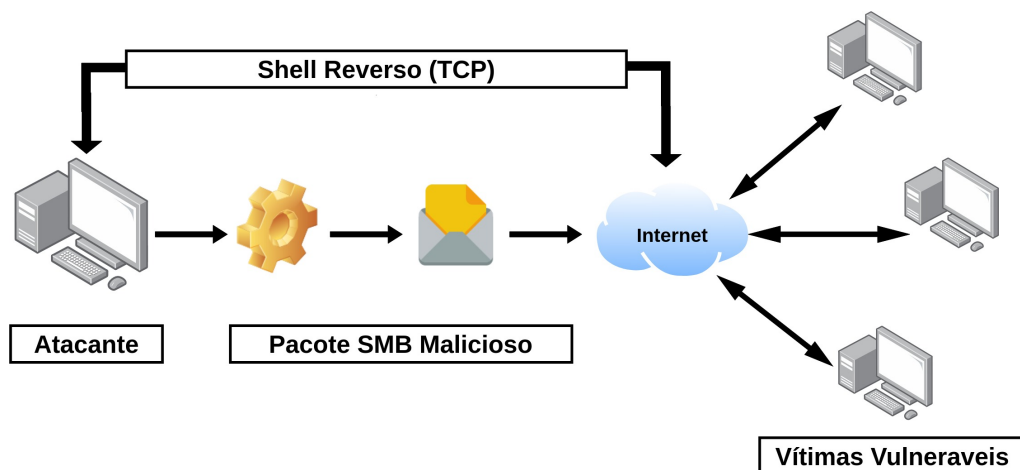 Shell Reverso (TCP)
Internet
Atacante
Pacote SMB Malicioso
Vítimas Vulneraveis